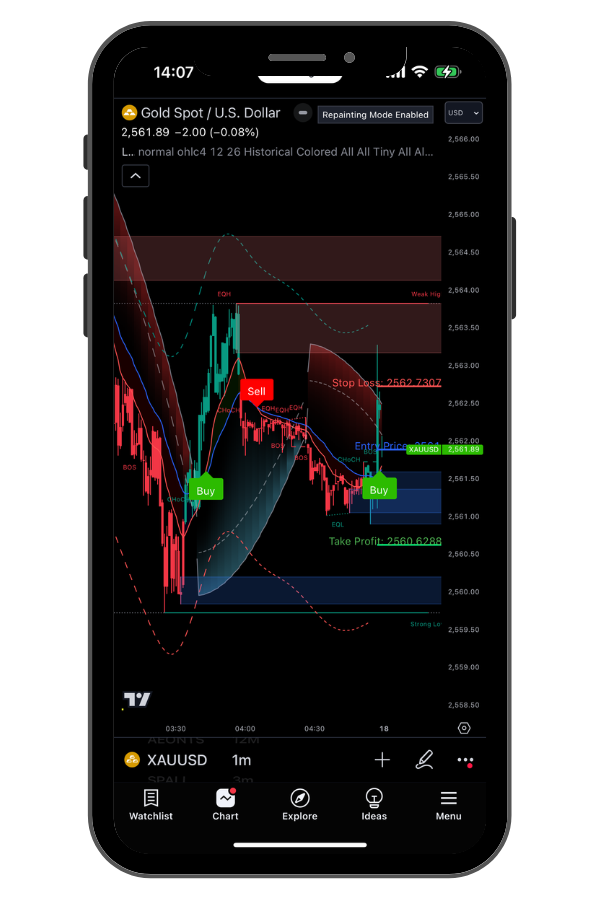 14:07
Gold Spot / U.S. Dollar
Repainting Mode Enabled
USD
2,561.89 −2.00 (−0.08%)
L.. normal ohlc4 12 26 Historical Colored All All Tiny All Al...
2,566.00
2,565.50
2,565.00
2,564.50
2,564.00
2,563.50
2,563.00
2,562.50
2,562.00
2,561.50
2,561.00
2,560.50
2,560.00
2,559.50
2,559.00
2,558.50
Weak Hig
EQH
Stop Loss: 2562.7307
Sell
CHoCH
EQH EQH EQH
BOS
BOS
Entry Price:
XAUUSD 2,561.89
BOS
CHoCH
BOS
CHoCH
Buy
Buy
EQL
Take Profit: 2560.6288
Strong Lo
03:30 04:00 04:30 18
AEONTS 12M
XAUUSD 1m
3m
Watchlist Chart Explore Ideas Menu